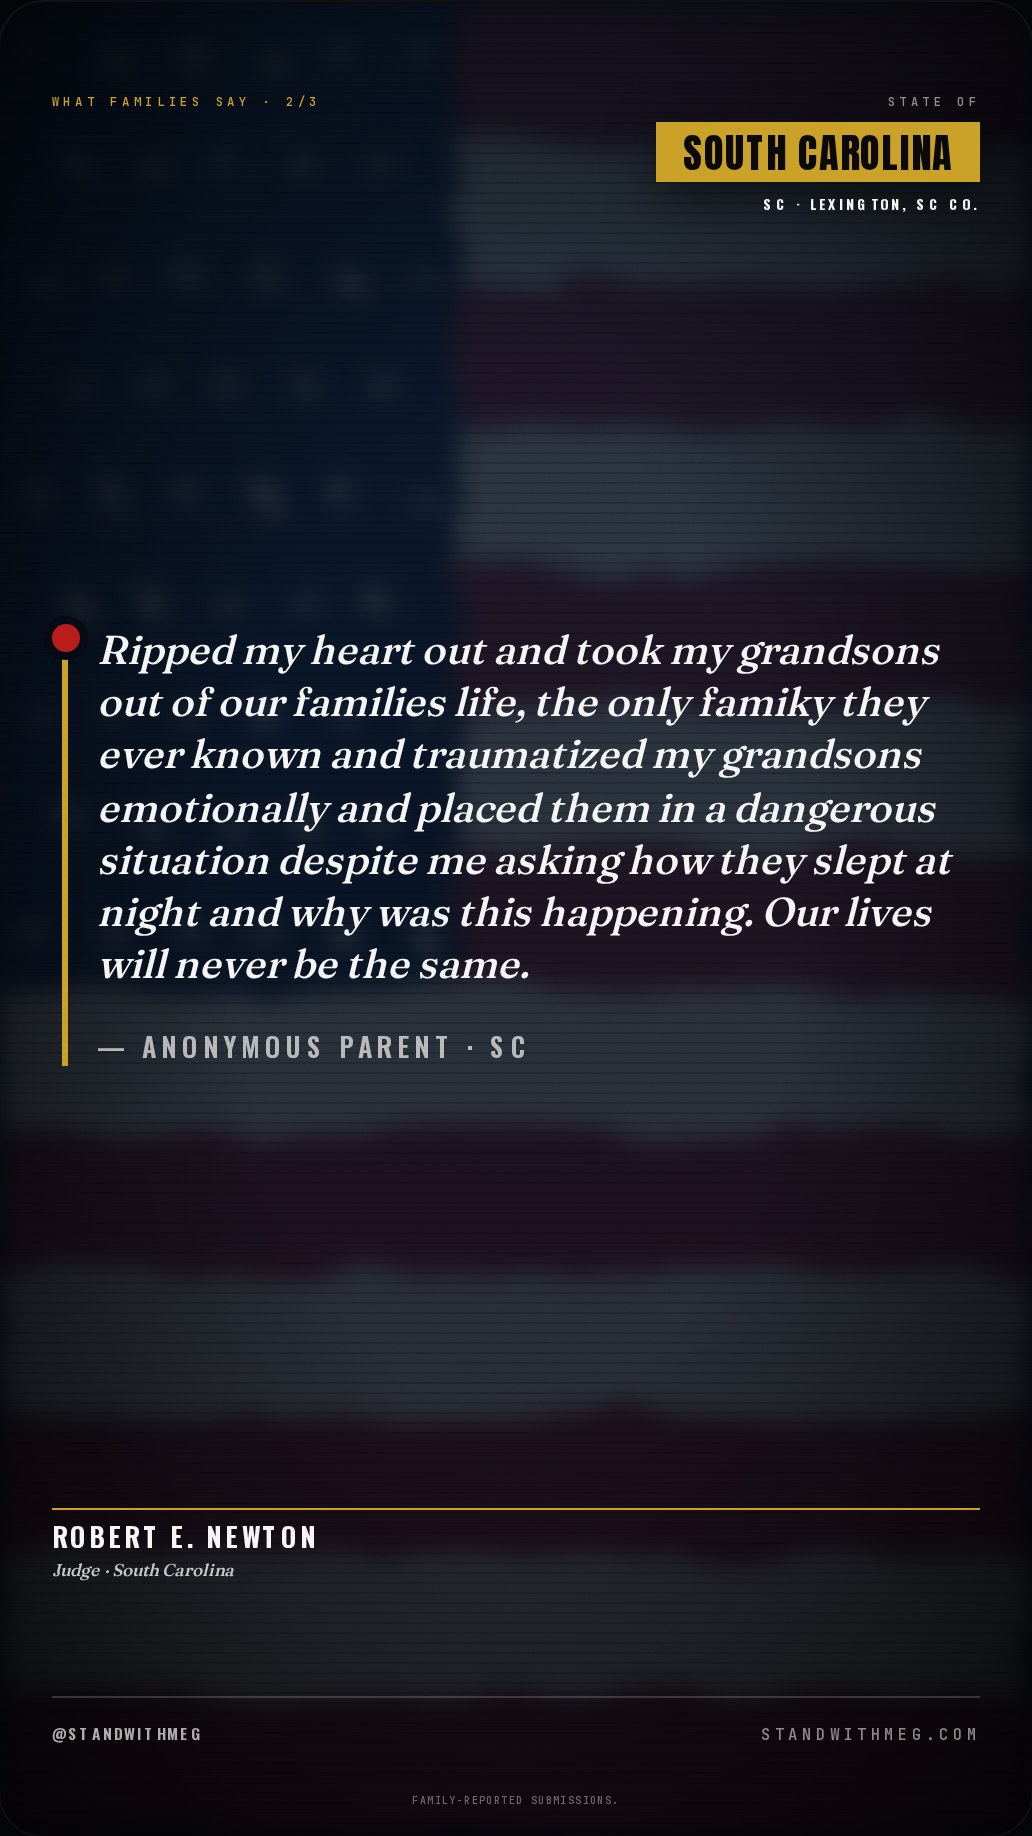 WHAT FAMILIES SAY · 2/3
STATE OF
SOUTH CAROLINA
SC · LEXINGTON, SC CO.
Ripped my heart out and took my grandsons
out of our families life, the only famiky they
ever known and traumatized my grandsons
emotionally and placed them in a dangerous
situation despite me asking how they slept at
night and why was this happening. Our lives
will never be the same.
— ANONYMOUS PARENT · SC
ROBERT E. NEWTON
Judge · South Carolina
@STANDWITHMEG
STANDWITHMEG.COM
FAMILY-REPORTED SUBMISSIONS.